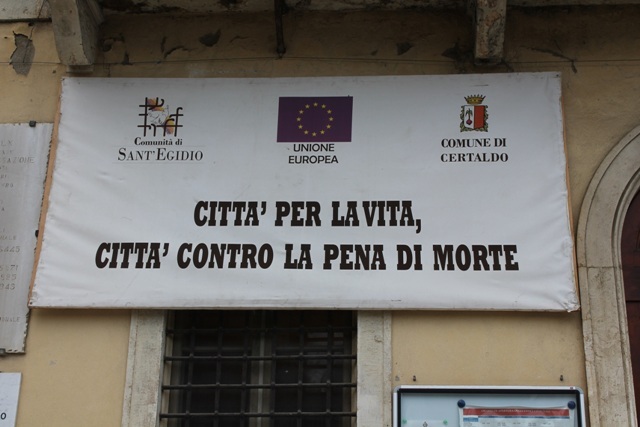 Comunità di
SANT'EGIDIO
UNIONE
EUROPEA
COMUNE DI
CERTALDO
CITTA' PER LA VITA,
CITTA' CONTRO LA PENA DI MORTE